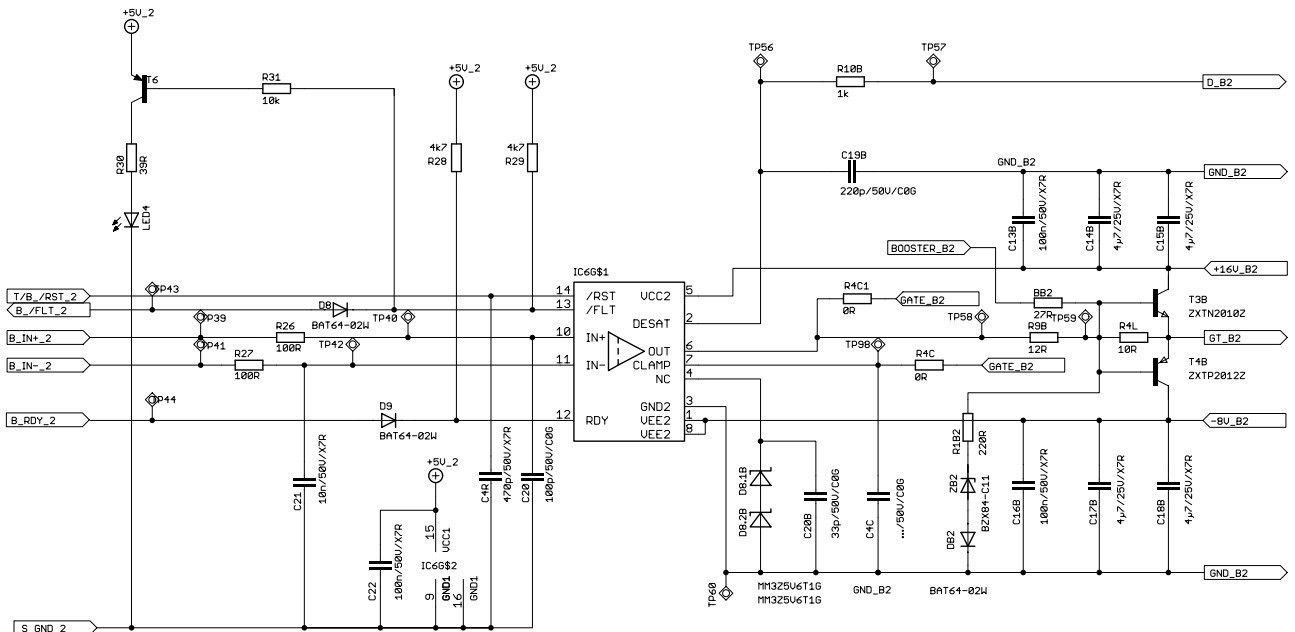 +5V_2
TP56
TP57
T6
R31
10k
+5V_2
+5V_2
R10B
1k
D_B2
R30
39R
4k7
R28
4k7
R29
C19B
220p/50V/C0G
GND_B2
GND_B2
LED4
C13B
100n/50V/X7R
C14B
4µ7/25V/X7R
C15B
4µ7/25V/X7R
BOOSTER_B2
IC6G$1
+16V_B2
T/B_/RST_2
TP43
14
/RST
VCC2
5
R4C1
0R
GATE_B2
BB2
27R
T3B
ZXTN2010Z
B_/FLT_2
D8
BAT64-02W
13
/FLT
DESAT
2
TP39
TP40
TP58
TP59
B_IN+_2
R26
100R
10
IN+
R9B
12R
R4L
10R
GT_B2
TP41
TP42
OUT
6
TP98
B_IN-_2
R27
100R
11
IN-
CLAMP
7
R4C
0R
GATE_B2
T4B
ZXTP2012Z
NC
4
TP44
GND2
3
B_RDY_2
D9
BAT64-02W
12
RDY
VEE2
1
VEE2
8
-8V_B2
R1B2
220R
C21
10n/50V/X7R
+5V_2
C4R
470p/50V/X7R
C20
100p/50V/C0G
D8.1B
D8.2B
C20B
33p/50V/C0G
C4C
.../50V/C0G
ZB2
BZX84-C11
DB2
C16B
100n/50V/X7R
C17B
4µ7/25V/X7R
C18B
4µ7/25V/X7R
15
VCC1
C22
100n/50V/X7R
IC6G$2
9
GND1
16
GND1
TP60
MM3Z5V6T1G
MM3Z5V6T1G
GND_B2
BAT64-02W
GND_B2
S_GND_2